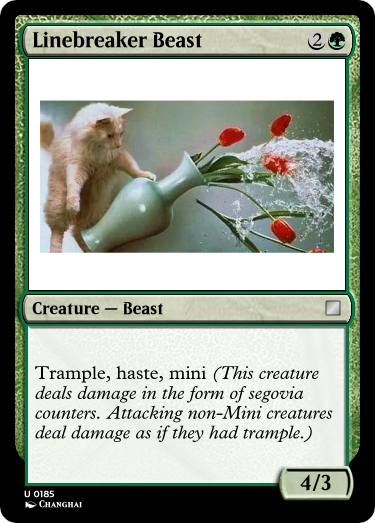 Linebreaker Beast 2
Creature — Beast
Trample, haste, mini (This creature
deals damage in the form of segovia
counters. Attacking non-Mini creatures
deal damage as if they had trample.)
4/3
U 0185
CHANGHAI